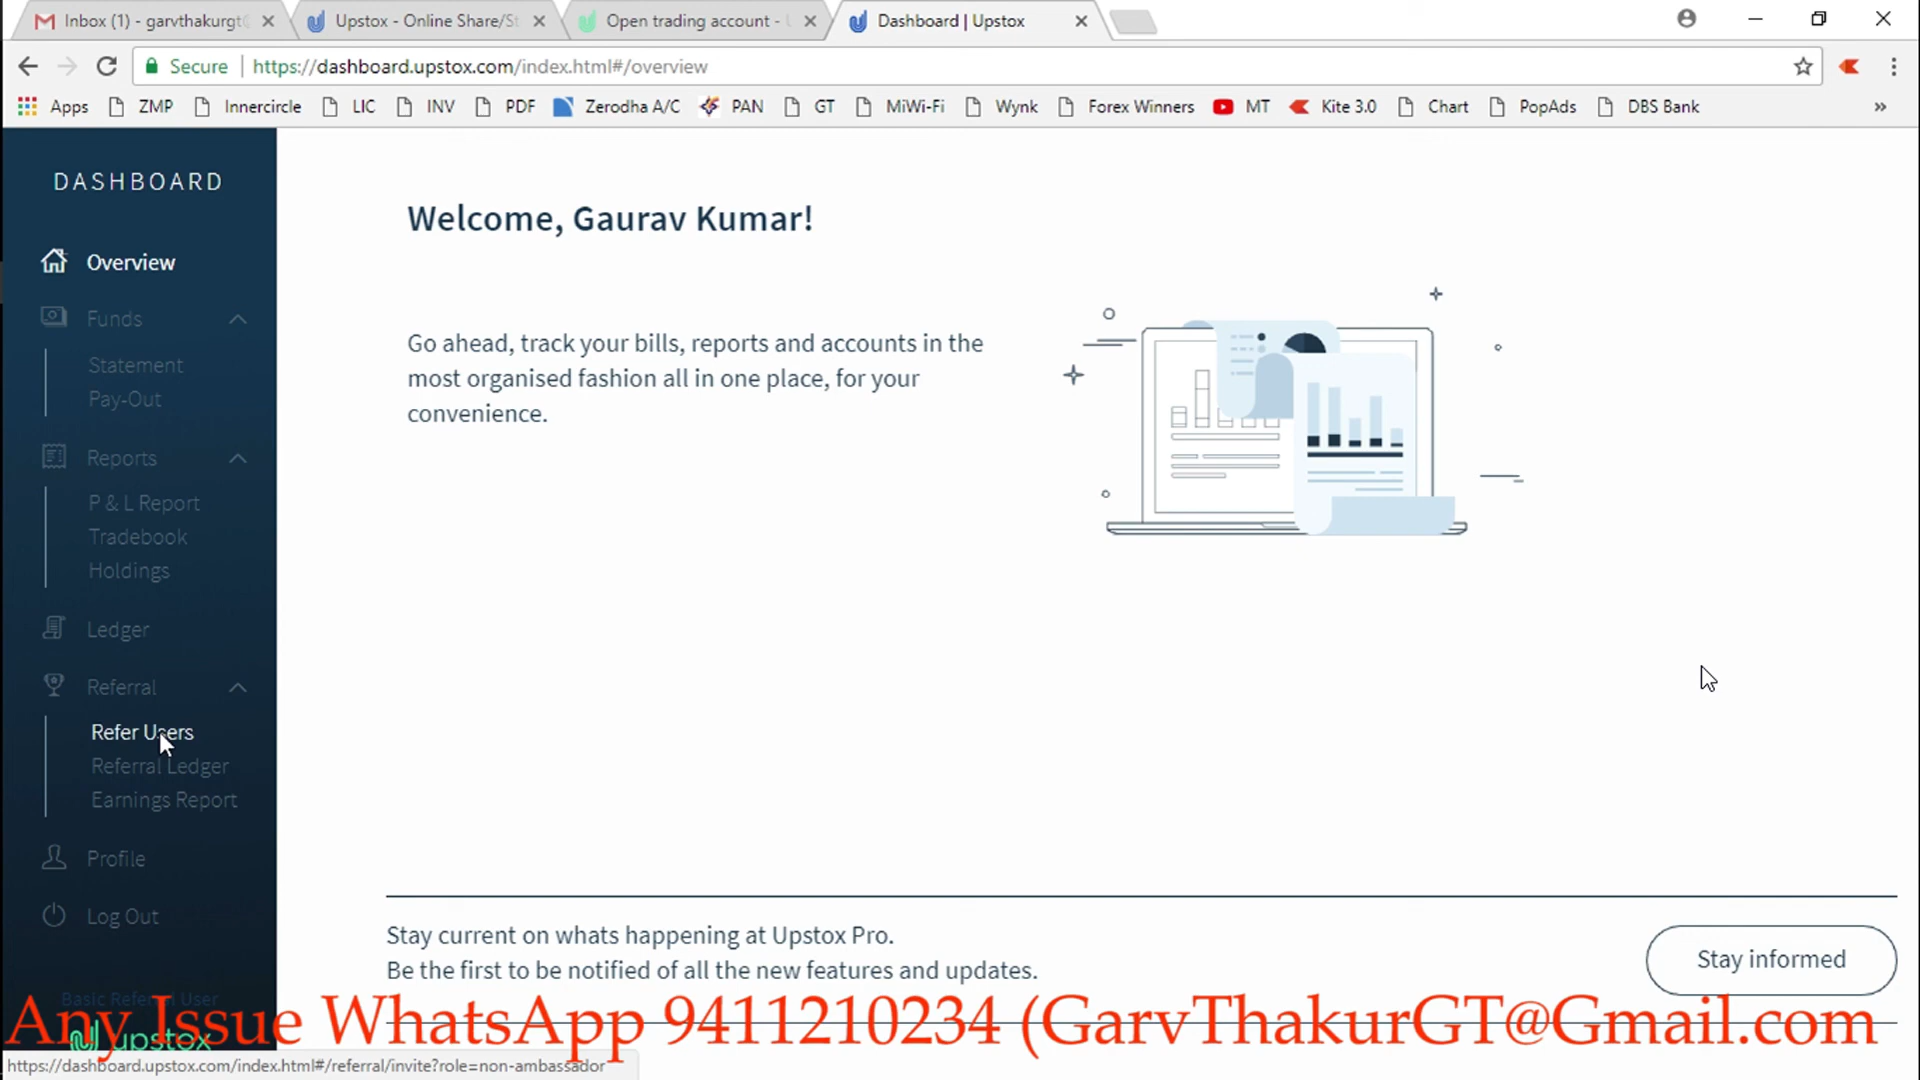 Inbox (1) - garvthakurgt
Upstox - Online Share/St
Open trading account - U
Dashboard | Upstox
Secure
https://dashboard.upstox.com/index.html#/overview
Apps
ZMP
Innercircle
LIC
INV
PDF
Zerodha A/C
PAN
GT
MiWi-Fi
Wynk
Forex Winners
MT
Kite 3.0
Chart
PopAds
DBS Bank
»
DASHBOARD
Overview
Funds
Statement
Pay-Out
Reports
P & L Report
Tradebook
Holdings
Ledger
Referral
Refer Users
Referral Ledger
Earnings Report
Profile
Log Out
Basic Referral User
upstox
Welcome, Gaurav Kumar!
Go ahead, track your bills, reports and accounts in the
most organised fashion all in one place, for your
convenience.
Stay current on whats happening at Upstox Pro.
Be the first to be notified of all the new features and updates.
Stay informed
Any Issue WhatsApp 9411210234 (GarvThakurGT@Gmail.com
https://dashboard.upstox.com/index.html#/referral/invite?role=non-ambassador